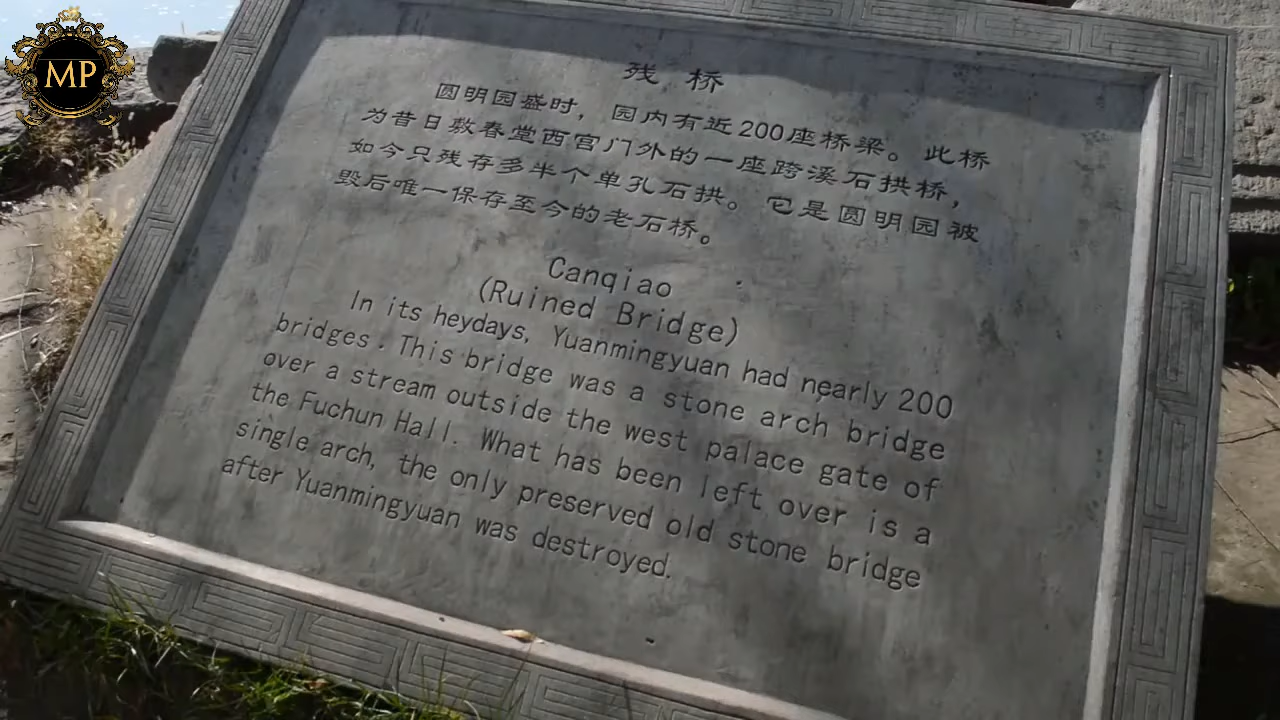 MP
残桥
圆明园盛时，园内有近200座桥梁。此桥
为昔日敷春堂西宫门外的一座跨溪石拱桥，
如今只残存多半个单孔石拱。它是圆明园被
毁后唯一保存至今的老石桥。
Canqiao
(Ruined Bridge)
In its heydays, Yuanmingyuan had nearly 200
bridges. This bridge was a stone arch bridge
over a stream outside the west palace gate of
the Fuchun Hall. What has been left over is a
single arch, the only preserved old stone bridge
after Yuanmingyuan was destroyed.